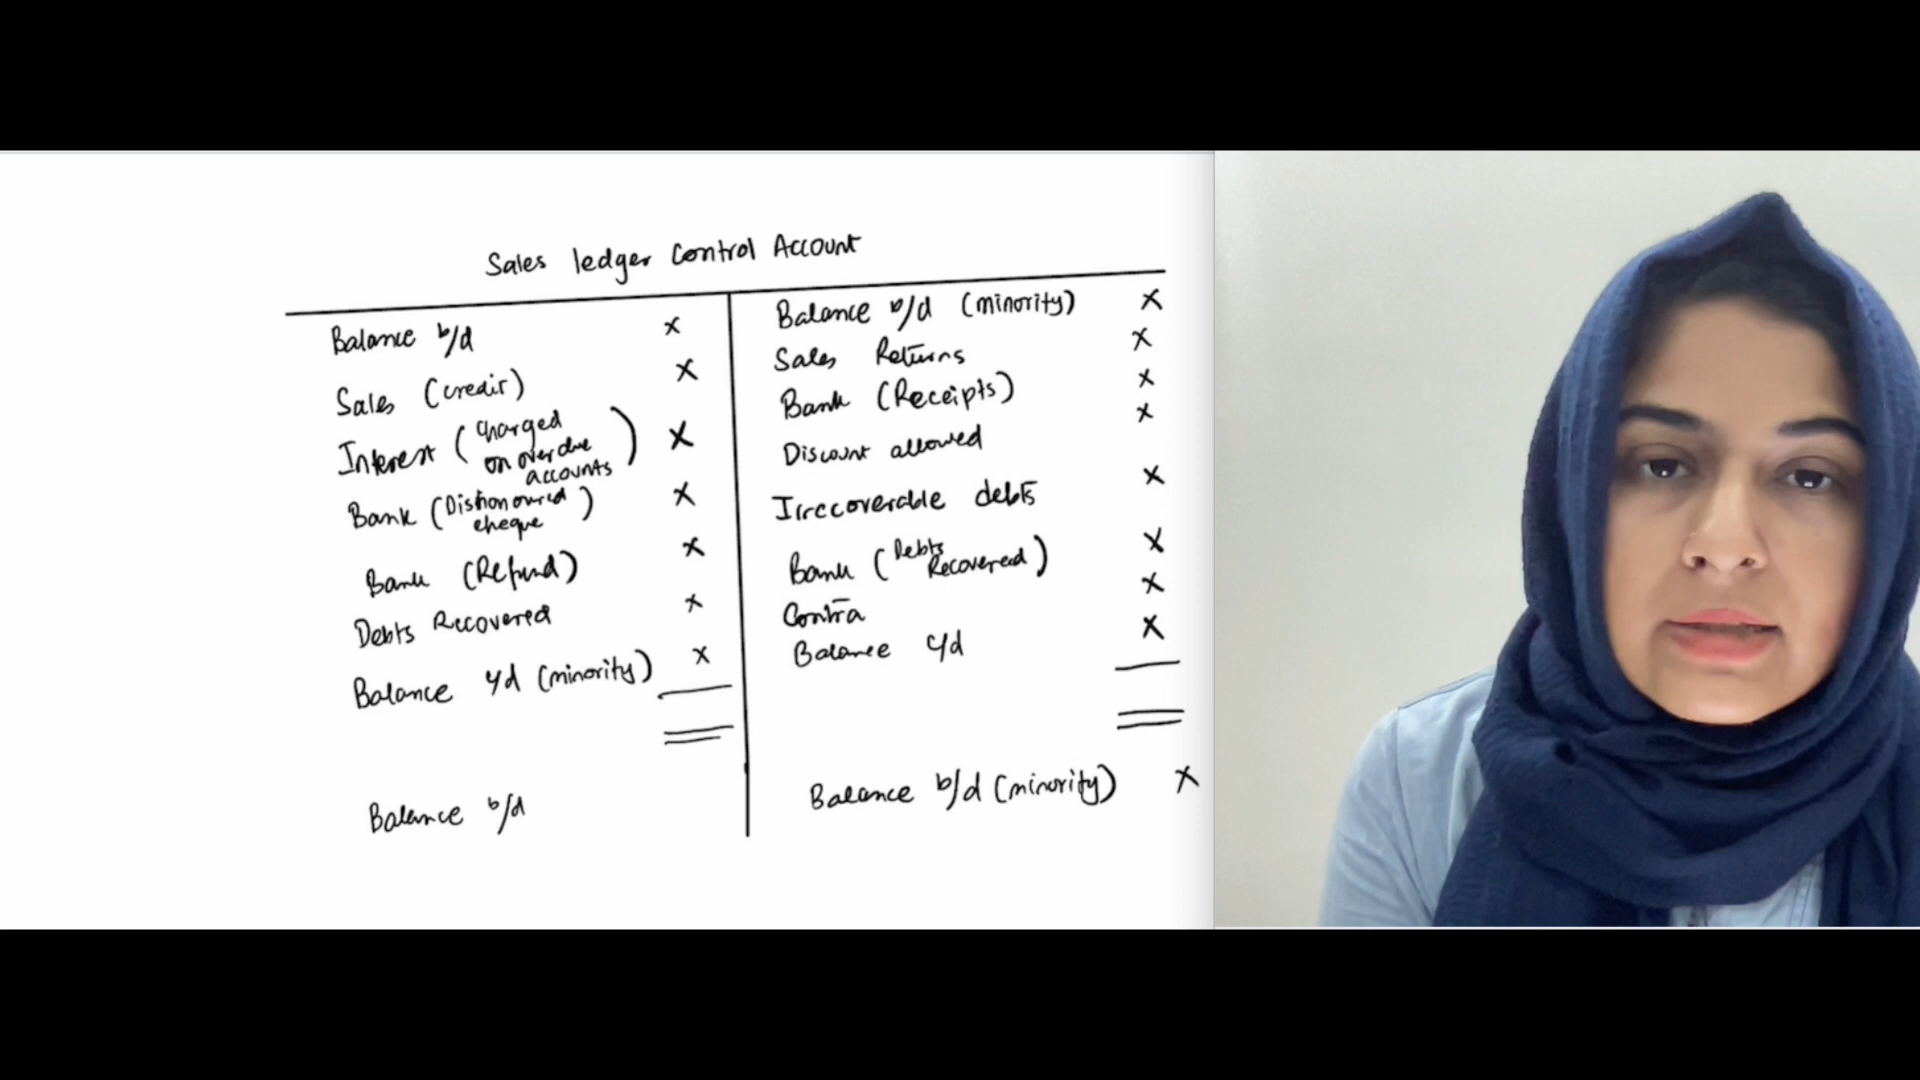 Sales ledger Control Account
Balance b/d x
Sales (credit) x
Interest (Charged on overdue accounts) x
Bank (Dishonoured cheque) x
Bank (Refund) x
Debts Recovered x
Balance c/d (minority) x
Balance b/d
Balance b/d (minority) x
Sales Returns x
Bank (Receipts) x
Discount allowed x
Irrecoverable debts x
Bank (Debts Recovered) x
Contra x
Balance c/d x
Balance b/d (minority) x